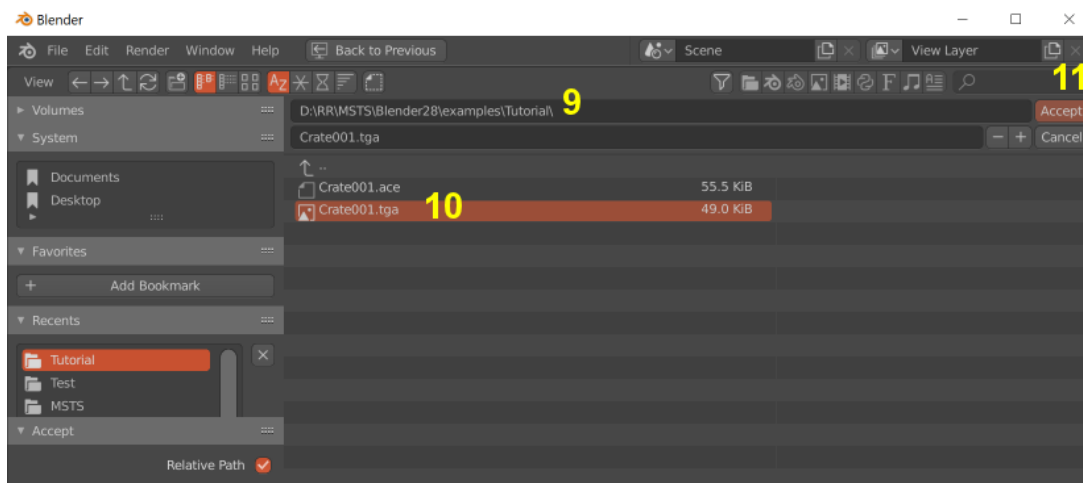 Blender
File Edit Render Window Help Back to Previous Scene View Layer
View 11
Volumes D:\RR\MSTS\Blender28\examples\Tutorial\ 9 Accept
System Crate001.tga Cancel
..
Documents Crate001.ace 55.5 KiB
Desktop Crate001.tga 10 49.0 KiB
Favorites
Add Bookmark
Recents
Tutorial
Test
MSTS
Accept
Relative Path